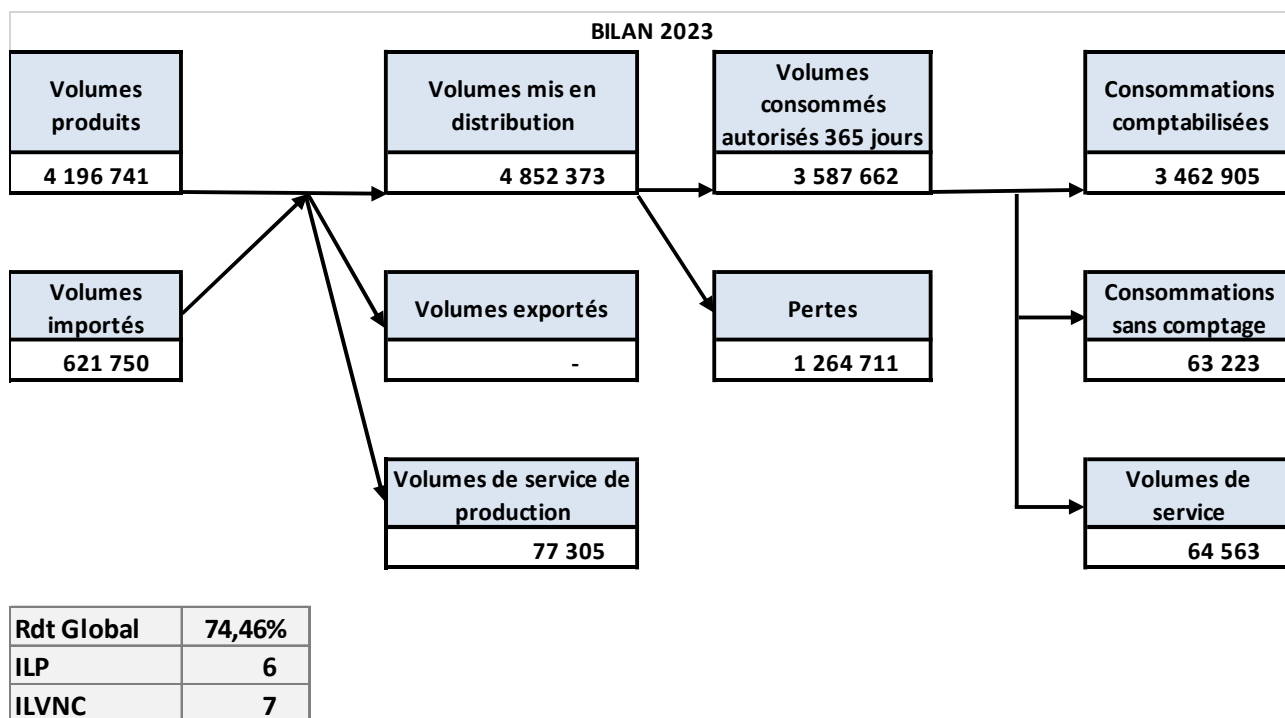 BILAN 2023
Volumes
produits
4 196 741
Volumes mis en
distribution
4 852 373
Volumes
consommés
autorisés 365 jours
3 587 662
Consommations
comptabilisées
3 462 905
Volumes
importés
621 750
Volumes exportés
-
Pertes
1 264 711
Consommations
sans comptage
63 223
Volumes de service de
production
77 305
Volumes de
service
64 563
Rdt Global 74,46%
ILP 6
ILVNC 7